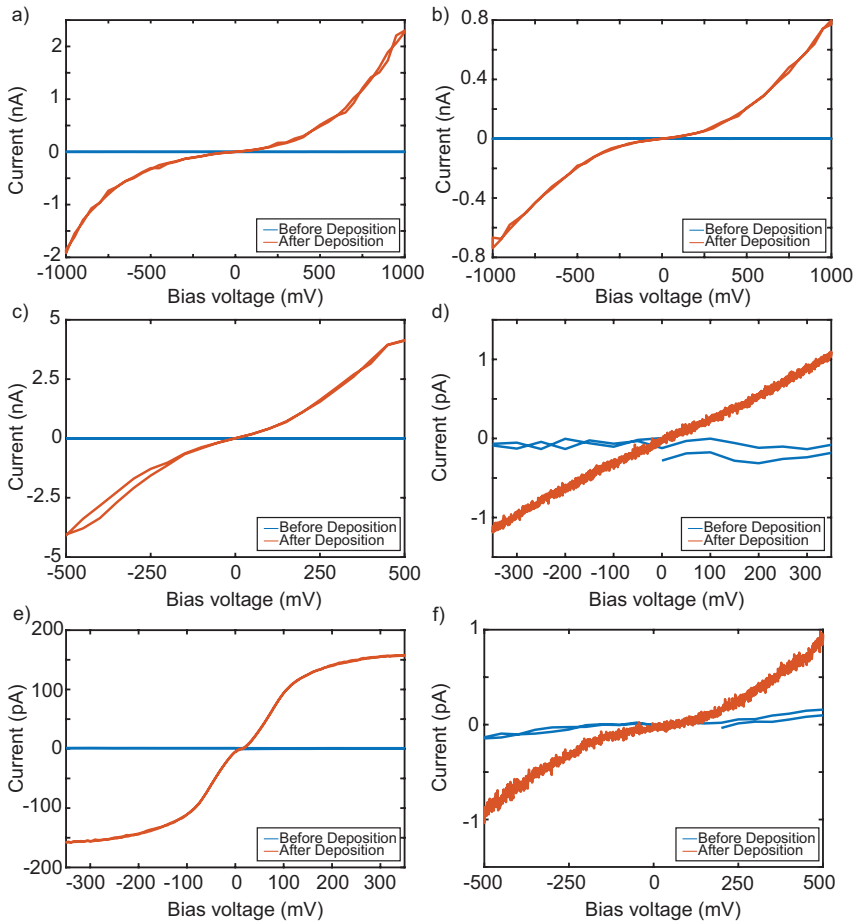 a)
2
1
0
-1
-2
Current (nA)
-1000 -500 0 500 1000
Bias voltage (mV)
Before Deposition
After Deposition
b)
0.8
0.4
0
-0.4
-0.8
Current (nA)
-1000 -500 0 500 1000
Bias voltage (mV)
Before Deposition
After Deposition
c)
5
2.5
0
-2.5
-5
Current (nA)
-500 -250 0 250 500
Bias voltage (mV)
Before Deposition
After Deposition
d)
1
0
-1
Current (pA)
-300 -200 -100 0 100 200 300
Bias voltage (mV)
Before Deposition
After Deposition
e)
200
150
0
-150
-200
Current (pA)
-300 -200 -100 0 100 200 300
Bias voltage (mV)
Before Deposition
After Deposition
f)
1
0
-1
Current (pA)
-500 -250 0 250 500
Bias voltage (mV)
Before Deposition
After Deposition